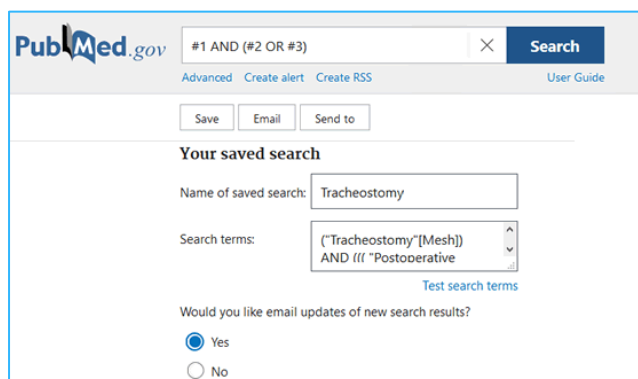 PubMed.gov
#1 AND (#2 OR #3)
Search
Advanced Create alert Create RSS User Guide
Save Email Send to
Your saved search
Name of saved search: Tracheostomy
Search terms: ("Tracheostomy"[Mesh])
AND ((( "Postoperative
Test search terms
Would you like email updates of new search results?
Yes
No